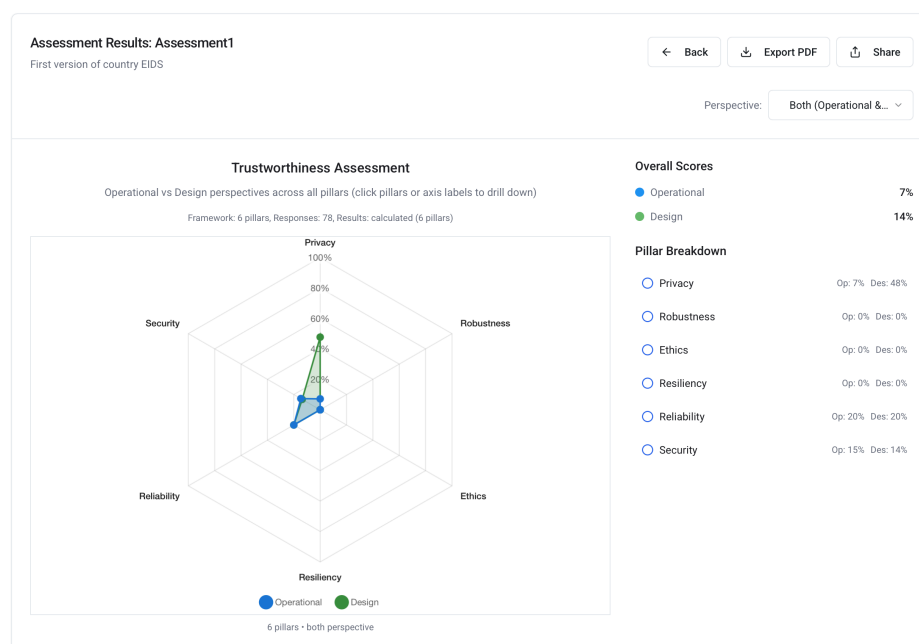 Assessment Results: Assessment1
First version of country EIDS
Back
Export PDF
Share
Perspective:
Both (Operational &...
Trustworthiness Assessment
Operational vs Design perspectives across all pillars (click pillars or axis labels to drill down)
Framework: 6 pillars, Responses: 78, Results: calculated (6 pillars)
Privacy
100%
80%
60%
40%
20%
Security
Robustness
Reliability
Ethics
Resiliency
Operational
Design
6 pillars • both perspective
Overall Scores
Operational 7%
Design 14%
Pillar Breakdown
Privacy Op: 7% Des: 48%
Robustness Op: 0% Des: 0%
Ethics Op: 0% Des: 0%
Resiliency Op: 0% Des: 0%
Reliability Op: 20% Des: 20%
Security Op: 15% Des: 14%